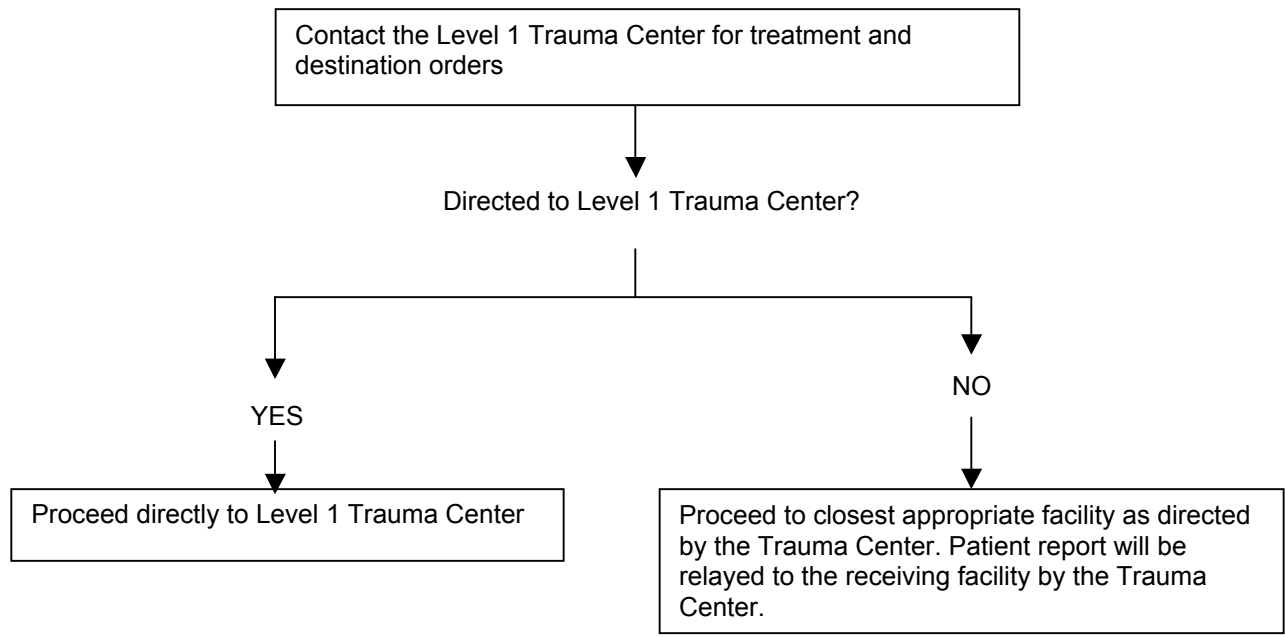 Contact the Level 1 Trauma Center for treatment and
destination orders
Directed to Level 1 Trauma Center?
YES
NO
Proceed directly to Level 1 Trauma Center
Proceed to closest appropriate facility as directed
by the Trauma Center. Patient report will be
relayed to the receiving facility by the Trauma
Center.